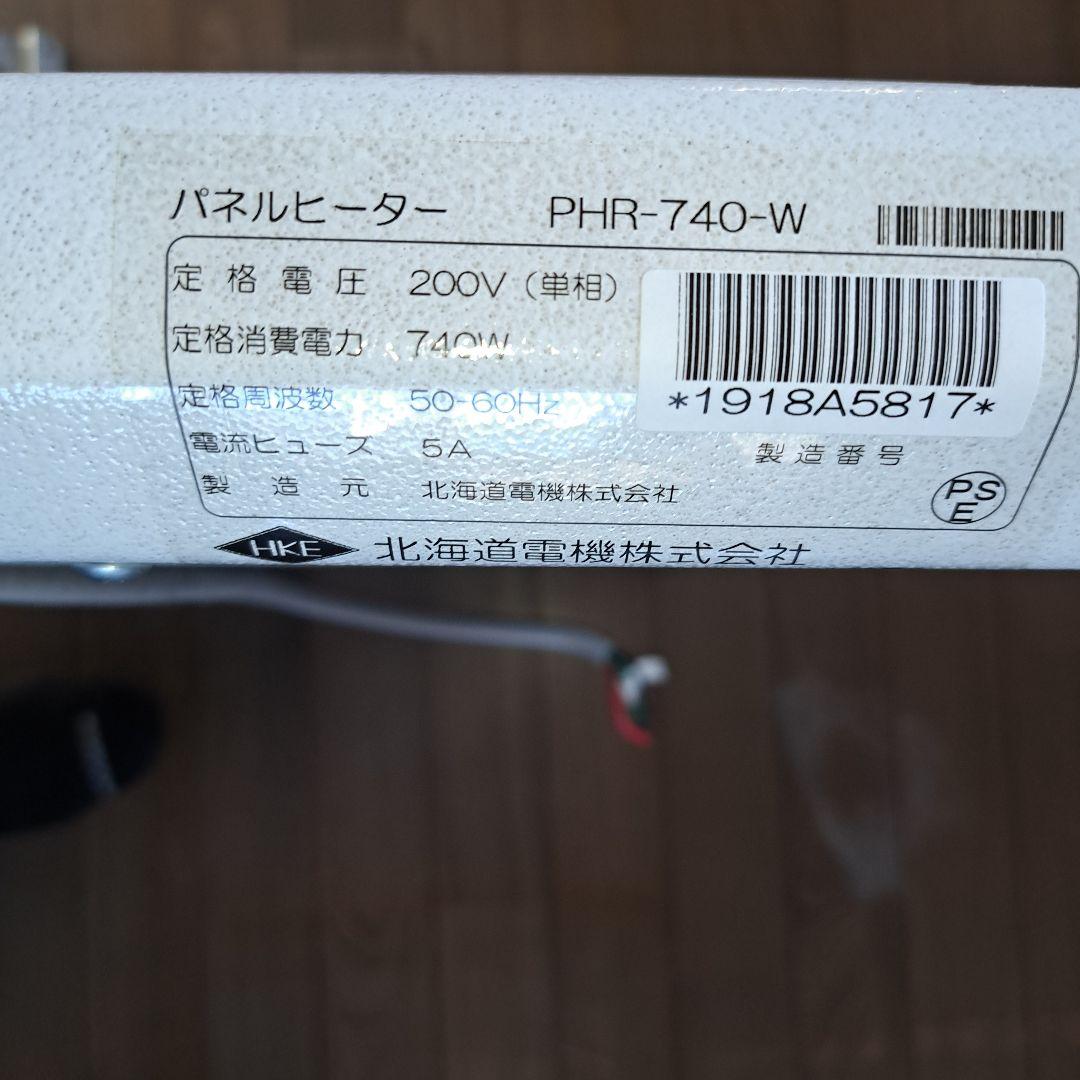 パネルヒーター PHR-740-W
定格電圧 200V(単相)
定格消費電力 740W
定格周波数 50-60Hz
電流ヒューズ 5A
製造元 北海道電機株式会社
*1918A5817*
製造番号
PS
E
HKE 北海道電機株式会社